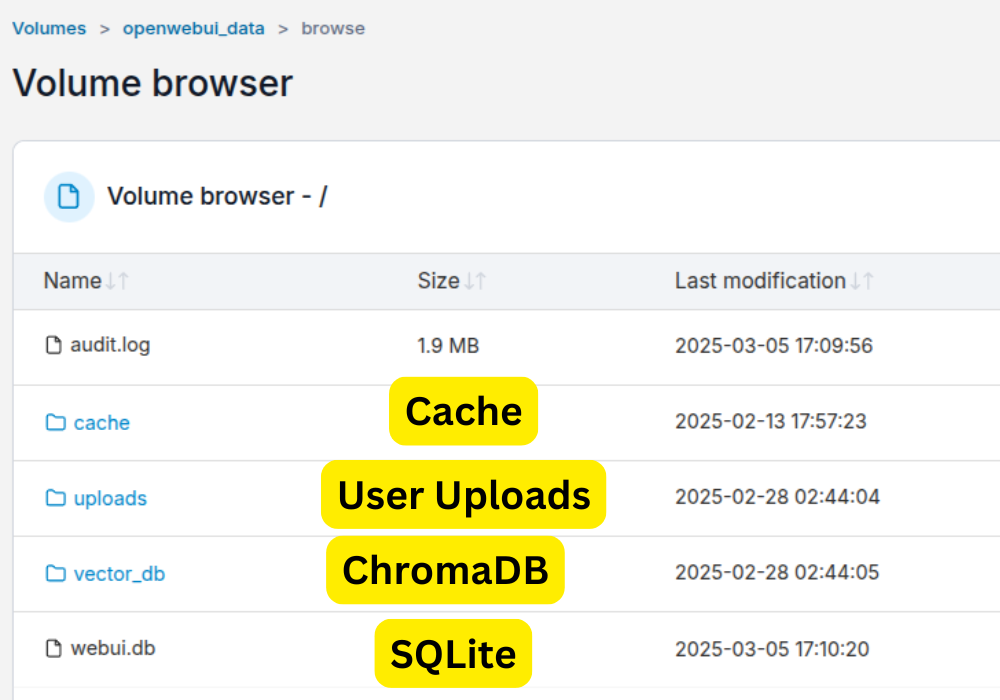 Volumes > openwebui_data > browse
Volume browser
Volume browser - /
Name Size Last modification
audit.log 1.9 MB 2025-03-05 17:09:56
cache Cache 2025-02-13 17:57:23
uploads User Uploads 2025-02-28 02:44:04
vector_db ChromaDB 2025-02-28 02:44:05
webui.db SQLite 2025-03-05 17:10:20